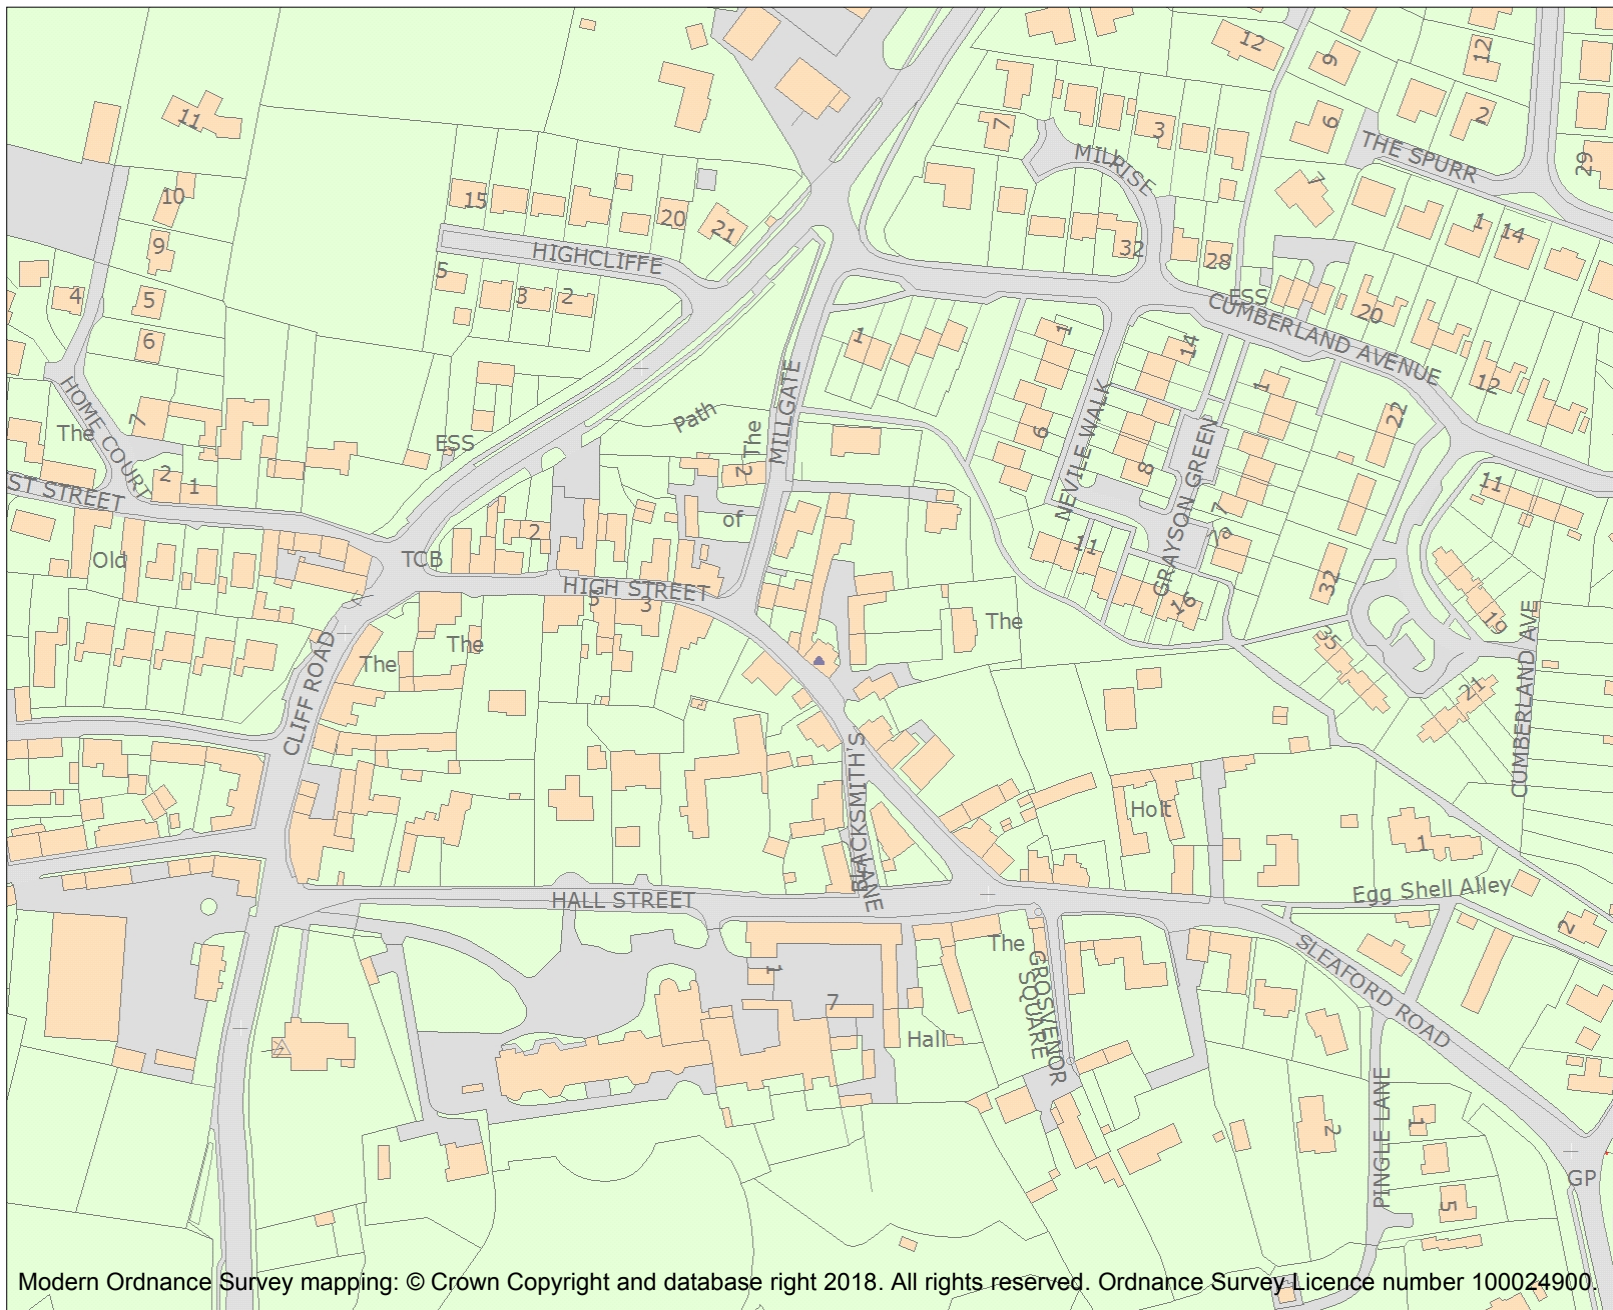 12
9
12
11
7
3
6
2
THE SPURR
MILRISE
29
10
15
20
21
7
1
14
9
HIGHCLIFFE
32
28
5
4
5
3
2
ESS
CUMBERLAND AVENUE
20
6
1
1
14
MILLGATE
HOME COURT
7
The
Path
The
ESS
1
12
22
6
NEVILE WALK
8
GRAYSON GREEN
2
1
2
11
ST STREET
of
2
7
7a
Old
TCB
11
HIGH STREET
5
3
16
32
The
The
The
19
35
CLIFF ROAD
21
CUMBERLAND AVE
BLACKSMITH'S
LANE
Holt
1
HALL STREET
Egg Shell Alley
2
The
SLEAFORD ROAD
1
7
GROSVENOR
SQUARE
Hall
PINGLE LANE
2
1
GP
5
Modern Ordnance Survey mapping: © Crown Copyright and database right 2018. All rights reserved. Ordnance Survey Licence number 100024900.